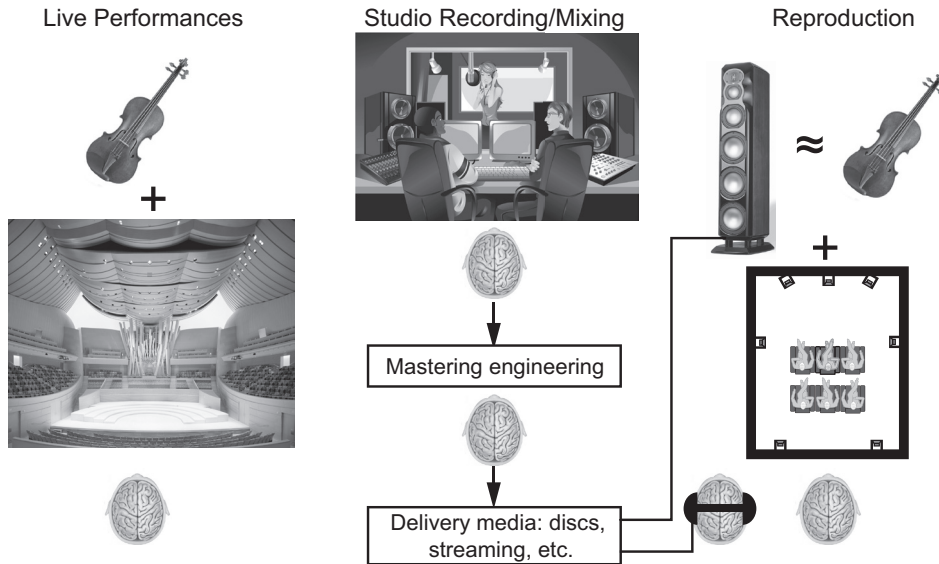 Live Performances
Studio Recording/Mixing
Reproduction
+
≈
+
Mastering engineering
Delivery media: discs,
streaming, etc.